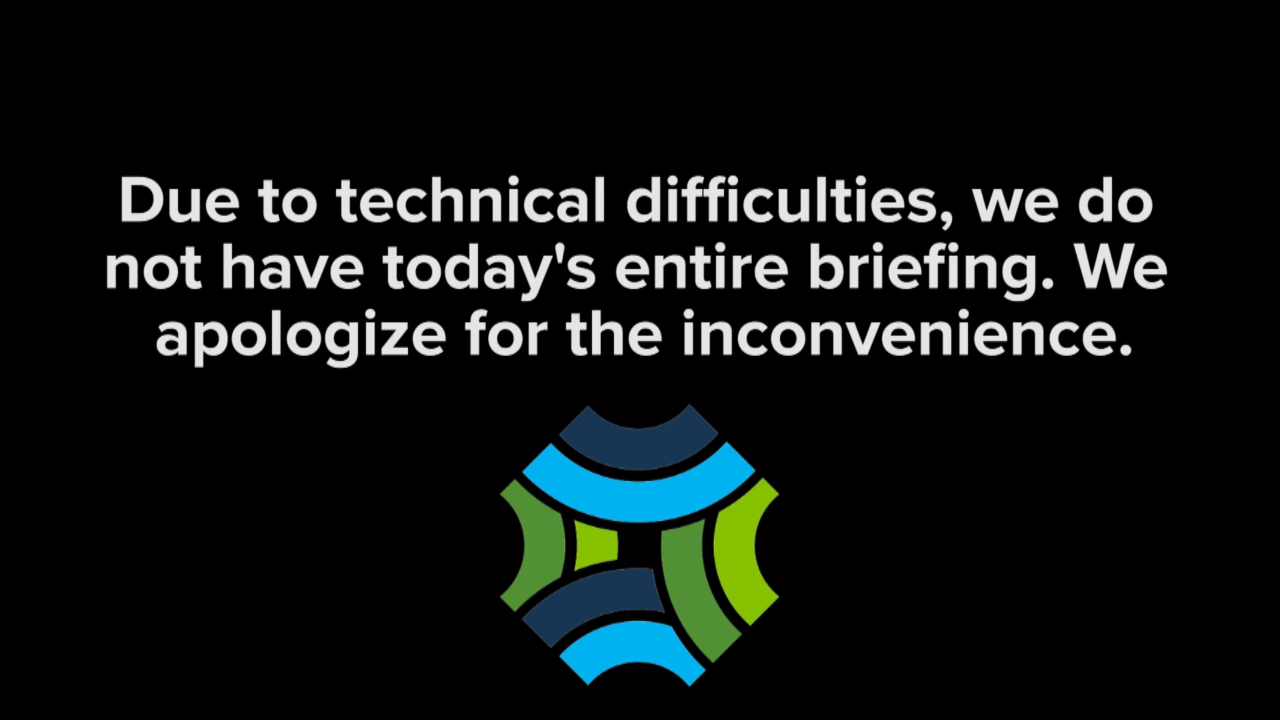 Due to technical difficulties, we do
not have today's entire briefing. We
apologize for the inconvenience.